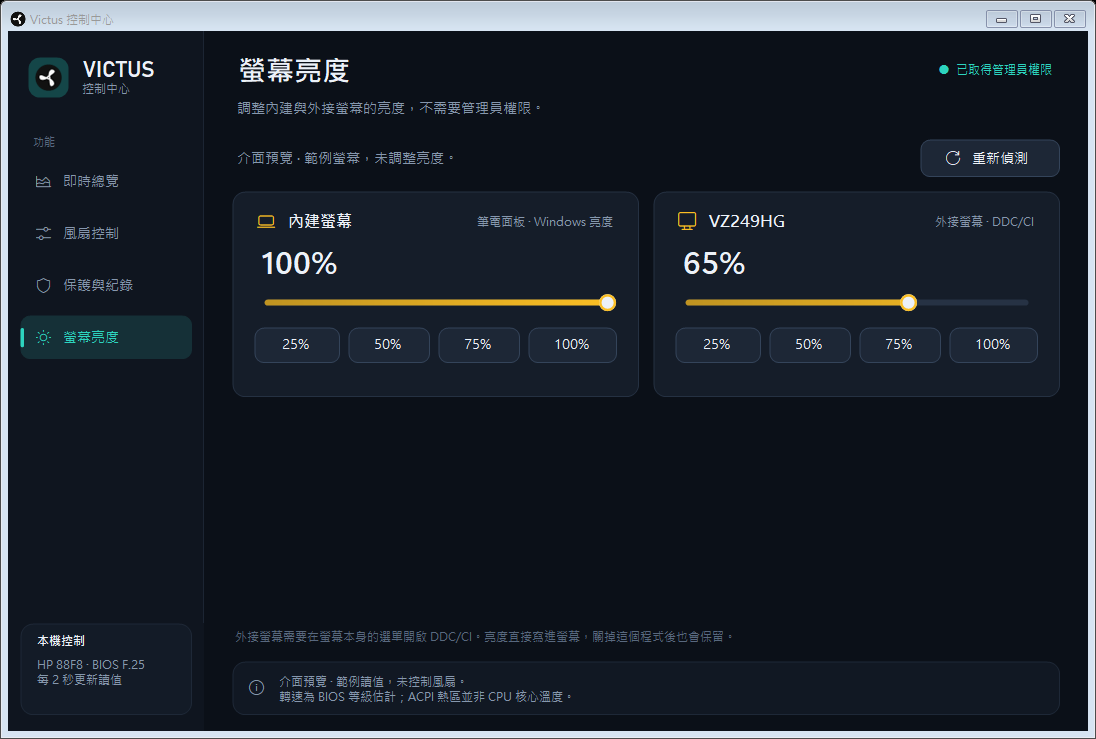 Victus 控制中心
VICTUS
控制中心
功能
即時總覽
風扇控制
保護與紀錄
螢幕亮度
本機控制
HP 88F8 · BIOS F.25
每 2 秒更新讀值
螢幕亮度
已取得管理員權限
調整內建與外接螢幕的亮度，不需要管理員權限。
介面預覽 · 範例螢幕，未調整亮度。
重新偵測
內建螢幕
筆電面板 · Windows 亮度
100%
25%
50%
75%
100%
VZ249HG
外接螢幕 · DDC/CI
65%
25%
50%
75%
100%
外接螢幕需要在螢幕本身的選單開啟 DDC/CI。亮度直接寫進螢幕，關掉這個程式後也會保留。
介面預覽 · 範例讀值，未控制風扇。
轉速為 BIOS 等級估計；ACPI 熱區並非 CPU 核心溫度。